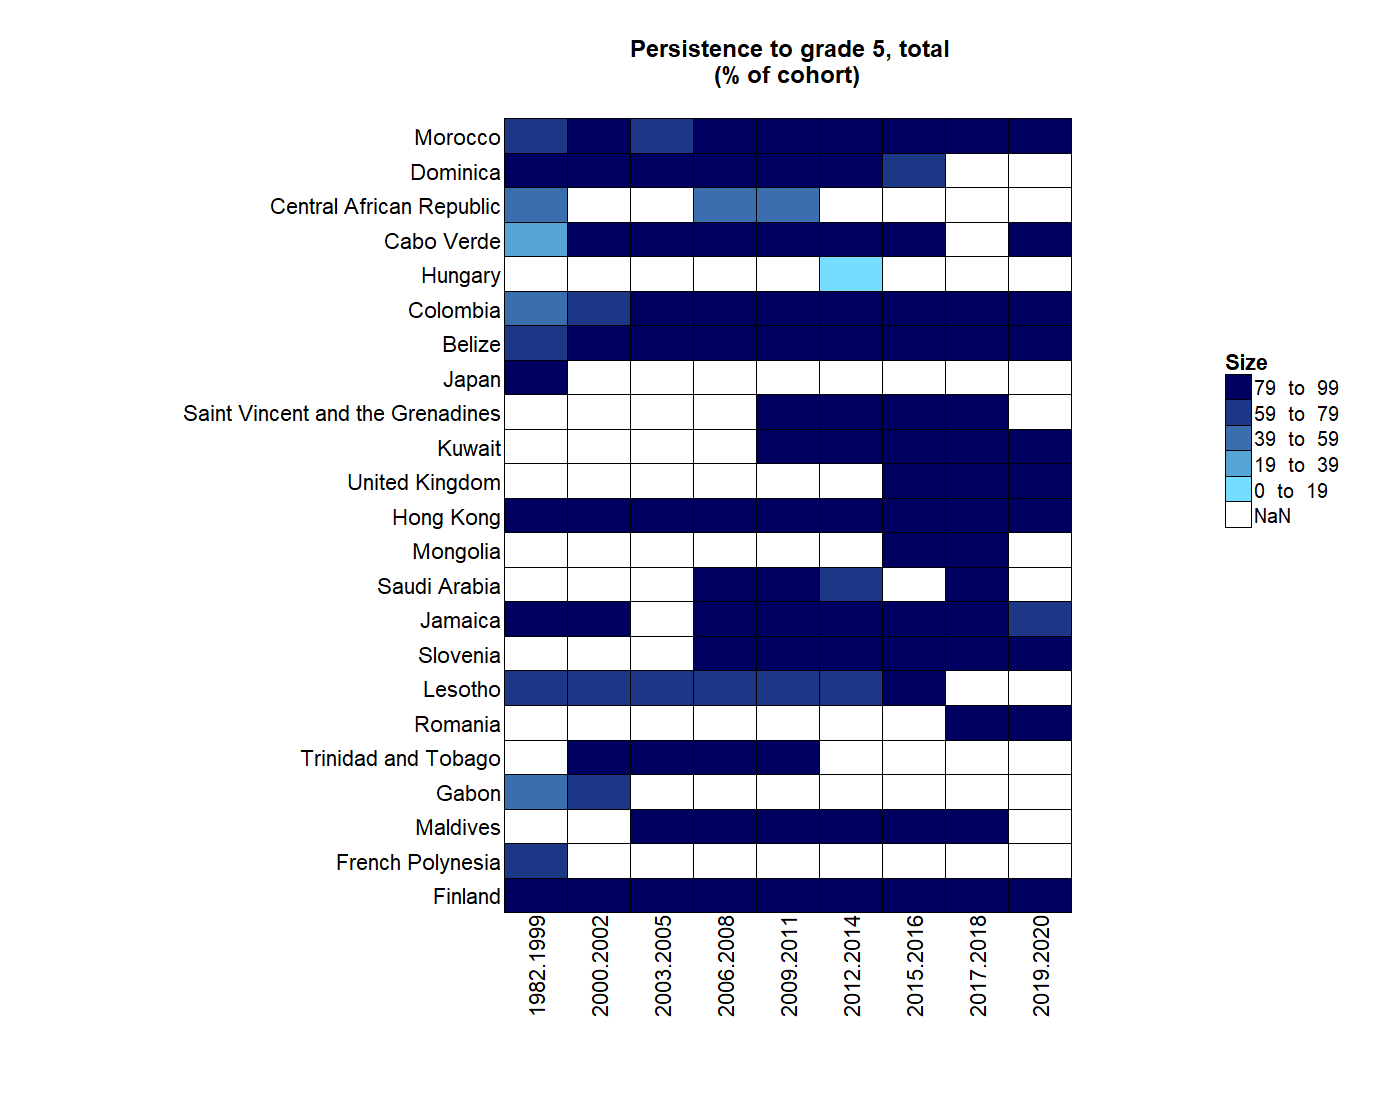 Persistence to grade 5, total
(% of cohort)
Morocco
Dominica
Central African Republic
Cabo Verde
Hungary
Colombia
Belize
Japan
Saint Vincent and the Grenadines
Kuwait
United Kingdom
Hong Kong
Mongolia
Saudi Arabia
Jamaica
Slovenia
Lesotho
Romania
Trinidad and Tobago
Gabon
Maldives
French Polynesia
Finland
1982.1999
2000.2002
2003.2005
2006.2008
2009.2011
2012.2014
2015.2016
2017.2018
2019.2020
Size
79 to 99
59 to 79
39 to 59
19 to 39
0 to 19
NaN